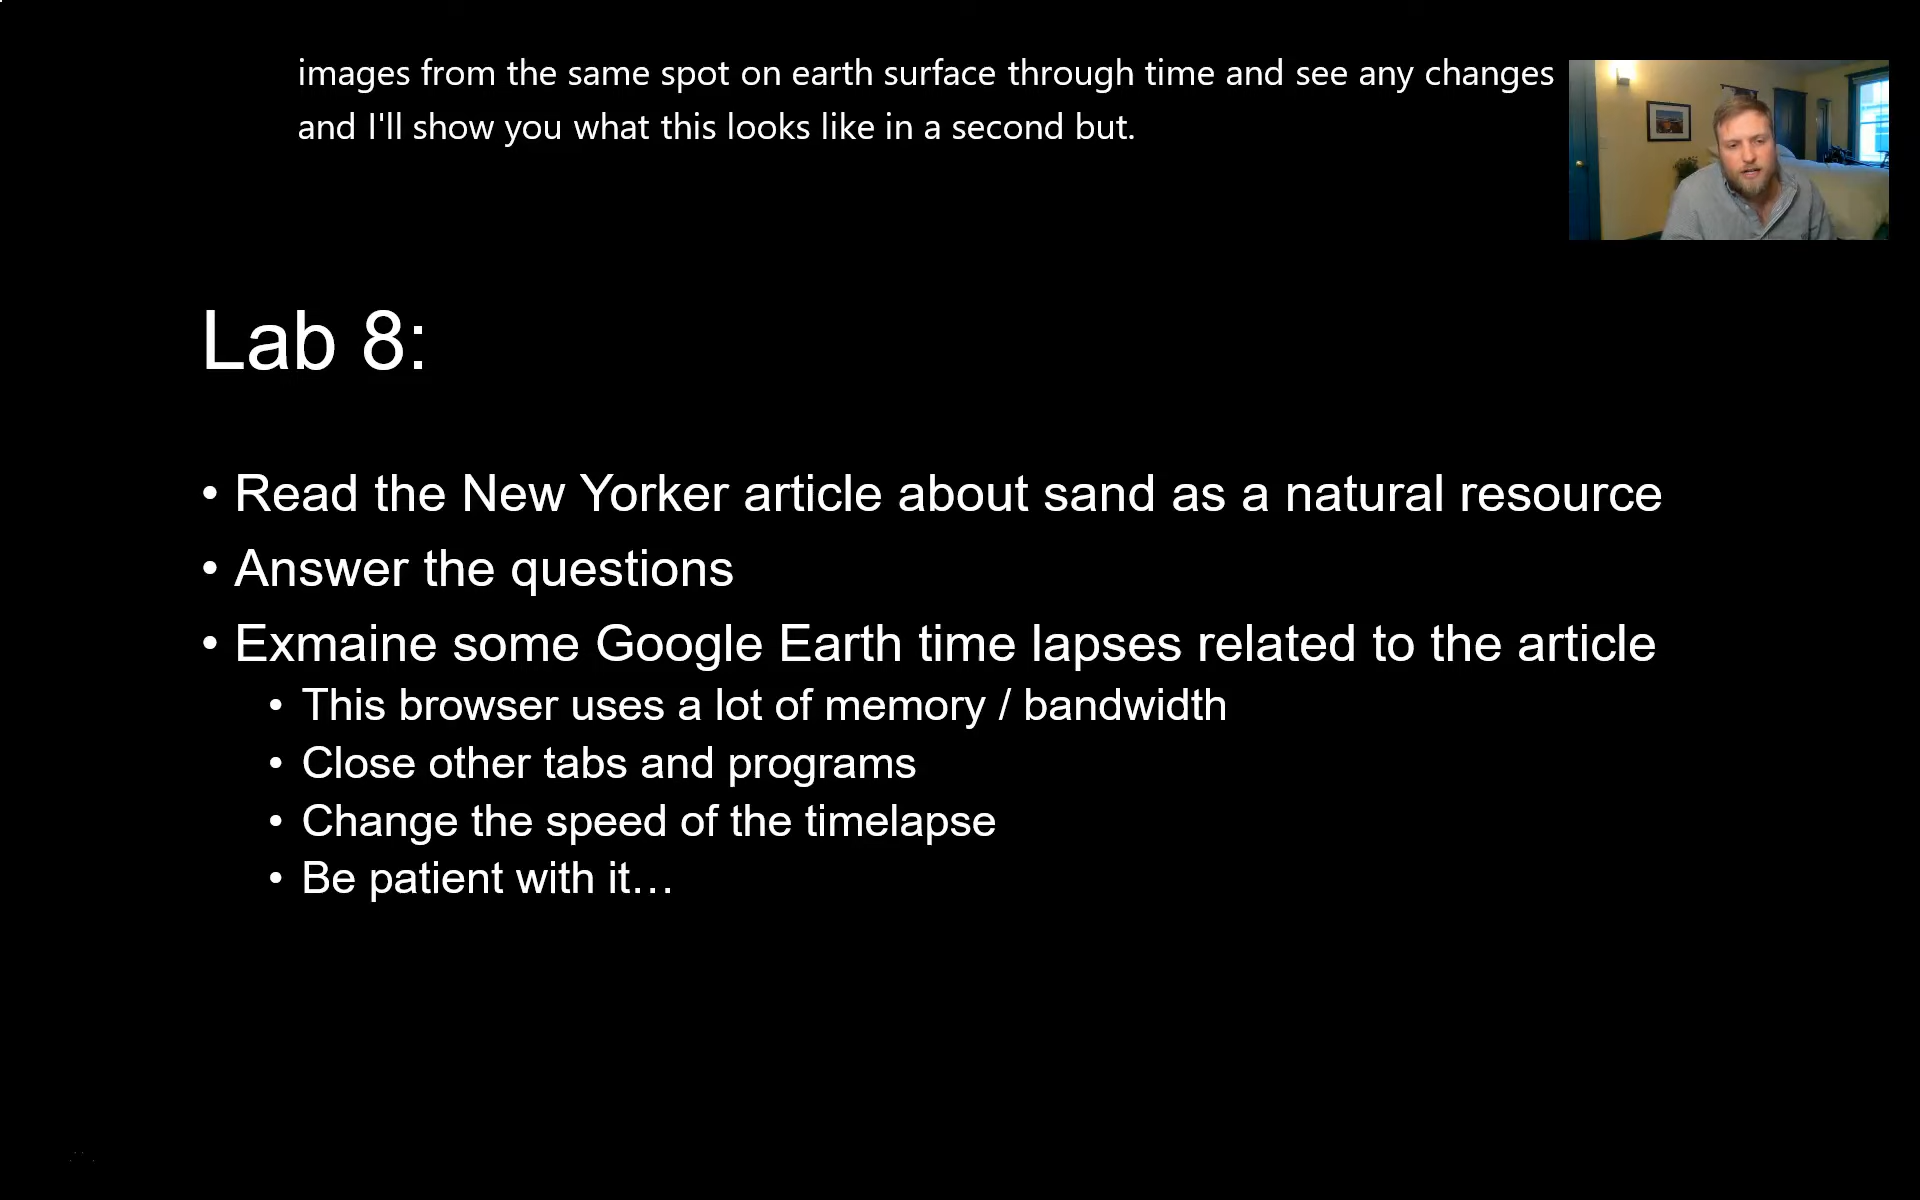 images from the same spot on earth surface through time and see any changes
and I'll show you what this looks like in a second but.
Lab 8:
• Read the New Yorker article about sand as a natural resource
• Answer the questions
• Exmaine some Google Earth time lapses related to the article
• This browser uses a lot of memory / bandwidth
• Close other tabs and programs
• Change the speed of the timelapse
• Be patient with it…